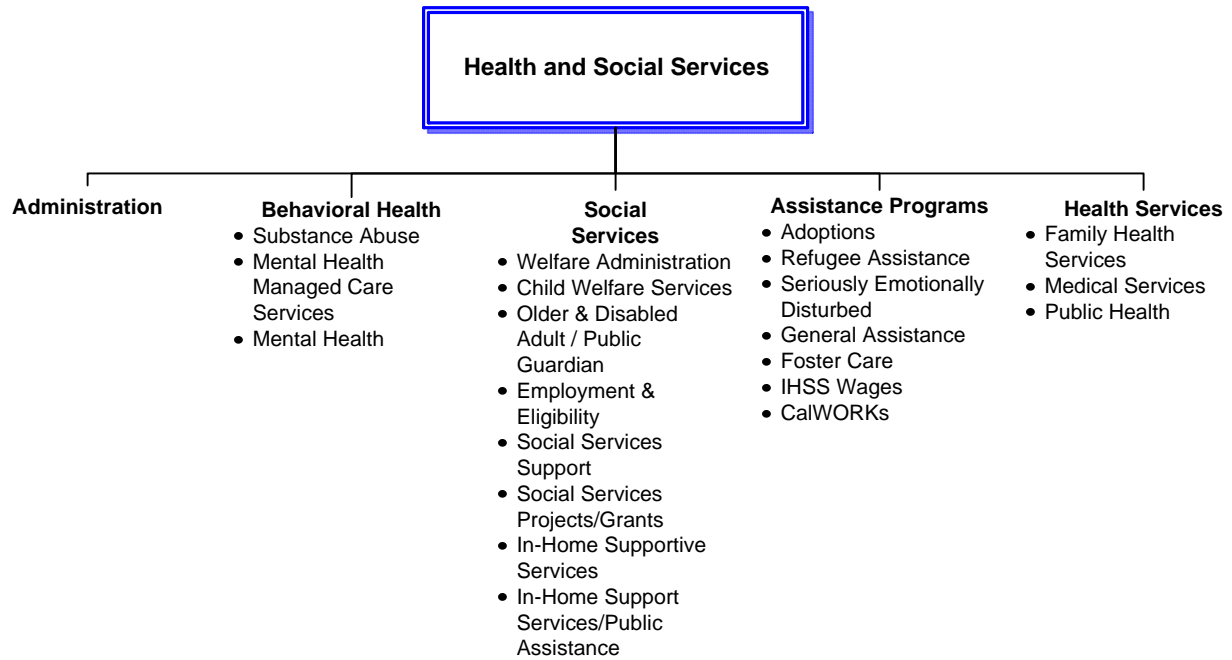 Health and Social Services
Administration
Behavioral Health
• Substance Abuse
• Mental Health
Managed Care
Services
• Mental Health
Social
Services
• Welfare Administration
• Child Welfare Services
• Older & Disabled
Adult / Public
Guardian
• Employment &
Eligibility
• Social Services
Support
• Social Services
Projects/Grants
• In-Home Supportive
Services
• In-Home Support
Services/Public
Assistance
Assistance Programs
• Adoptions
• Refugee Assistance
• Seriously Emotionally
Disturbed
• General Assistance
• Foster Care
• IHSS Wages
• CalWORKs
Health Services
• Family Health
Services
• Medical Services
• Public Health